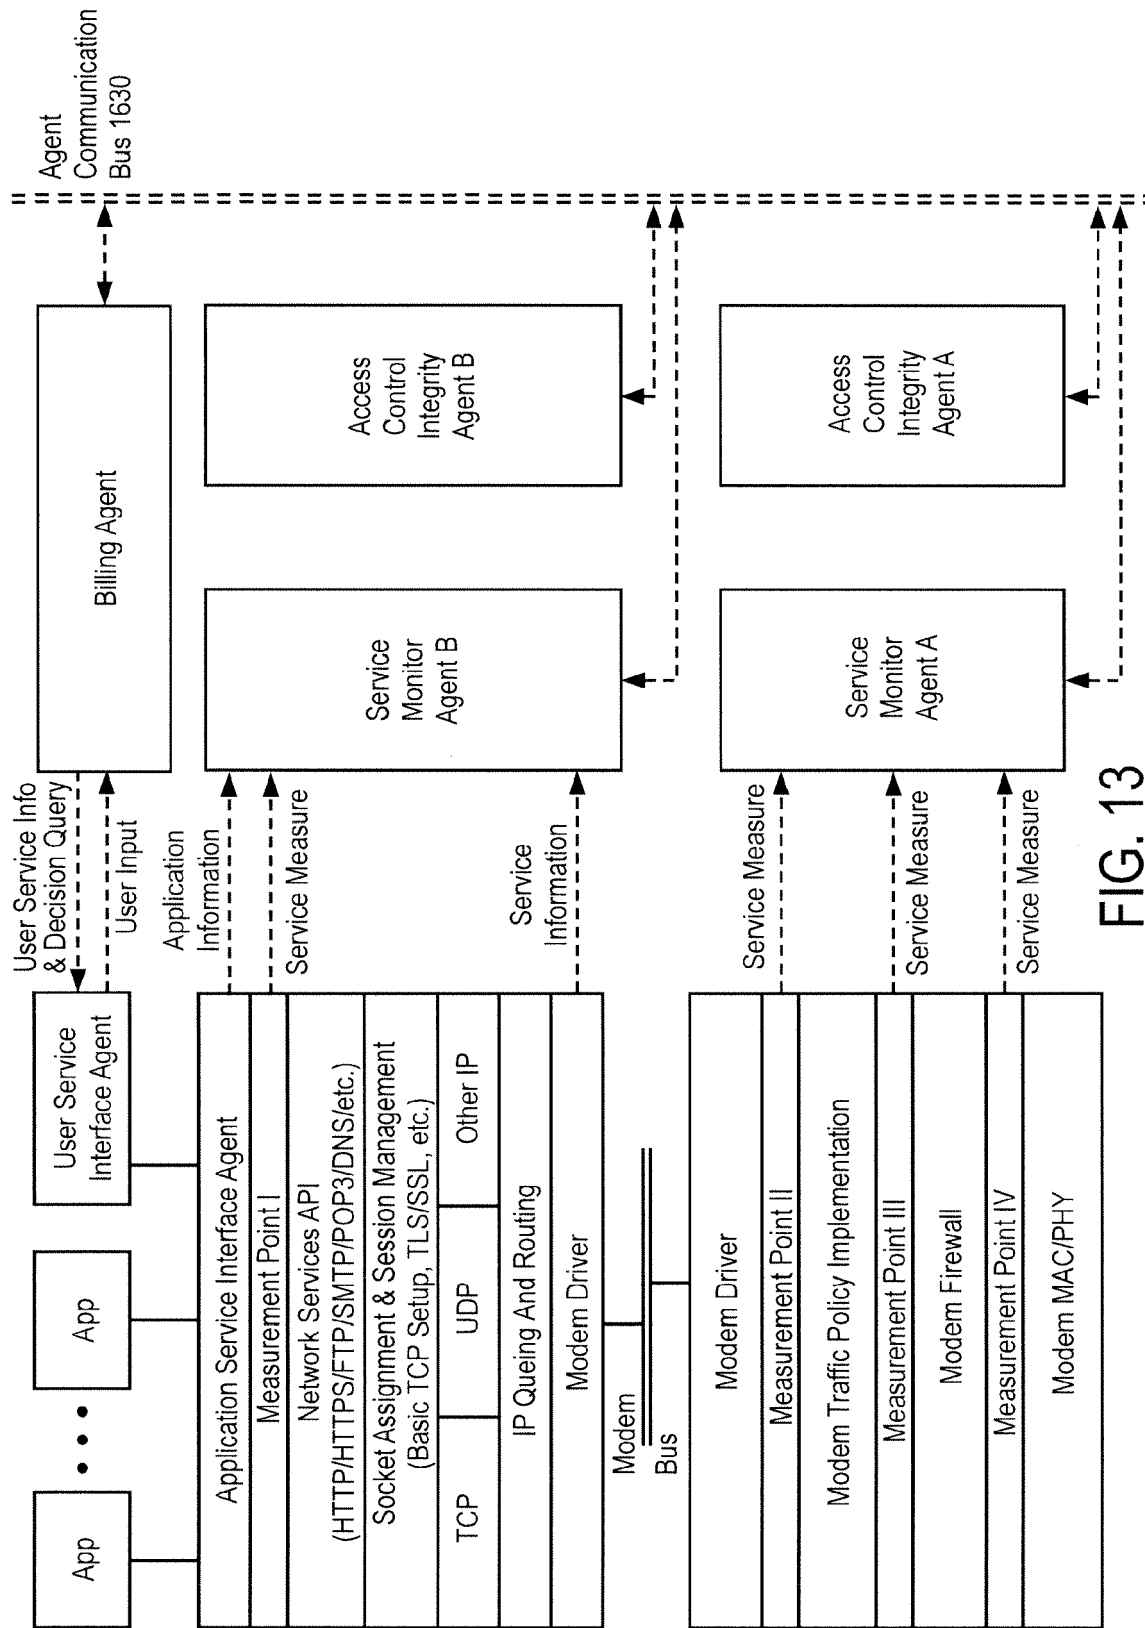 Agent
Communication
Bus 1630
User Service Info
& Decision Query
User Input
Billing Agent
App
App
User Service
Interface Agent
Application
Information
Service Measure
Application Service Interface Agent
Measurement Point I
Network Services API
(HTTP/HTTPS/FTP/SMTP/POP3/DNS/etc.)
Socket Assignment & Session Management
(Basic TCP Setup, TLS/SSL, etc.)
TCP
UDP
Other IP
IP Queing And Routing
Modem Driver
Service
Information
Service
Monitor
Agent B
Access
Control
Integrity
Agent B
Modem
Bus
Modem Driver
Measurement Point II
Modem Traffic Policy Implementation
Measurement Point III
Modem Firewall
Measurement Point IV
Modem MAC/PHY
Service Measure
Service Measure
Service Measure
Service
Monitor
Agent A
Access
Control
Integrity
Agent A
FIG. 13